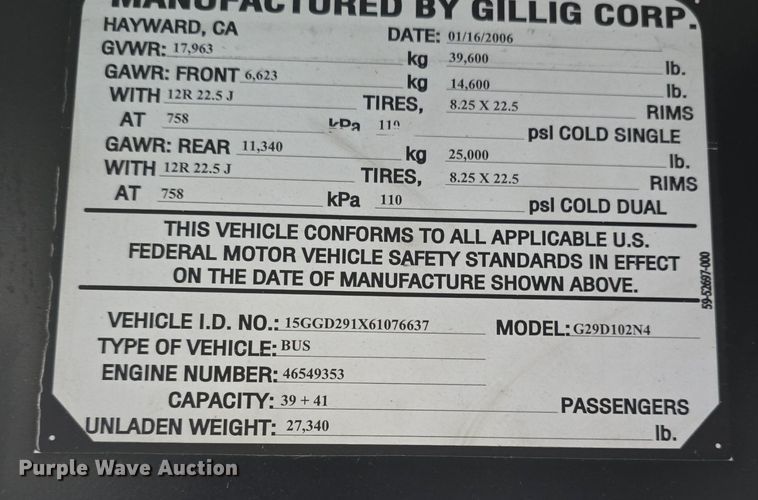 MANUFACTURED BY GILLIG CORP.
HAYWARD, CA DATE: 01/16/2006
GVWR: 17,963 kg 39,600 lb.
GAWR: FRONT 6,623 kg 14,600 lb.
WITH 12R 22.5 J TIRES, 8.25 X 22.5 RIMS
AT 758 kPa 110 psI COLD SINGLE
GAWR: REAR 11,340 kg 25,000 lb.
WITH 12R 22.5 J TIRES, 8.25 X 22.5 RIMS
AT 758 kPa 110 psI COLD DUAL
THIS VEHICLE CONFORMS TO ALL APPLICABLE U.S.
FEDERAL MOTOR VEHICLE SAFETY STANDARDS IN EFFECT
ON THE DATE OF MANUFACTURE SHOWN ABOVE.
59-52697-000
VEHICLE I.D. NO.: 15GGD291X61076637 MODEL: G29D102N4
TYPE OF VEHICLE: BUS
ENGINE NUMBER: 46549353
CAPACITY: 39 + 41 PASSENGERS
UNLADEN WEIGHT: 27,340 lb.
Purple Wave Auction